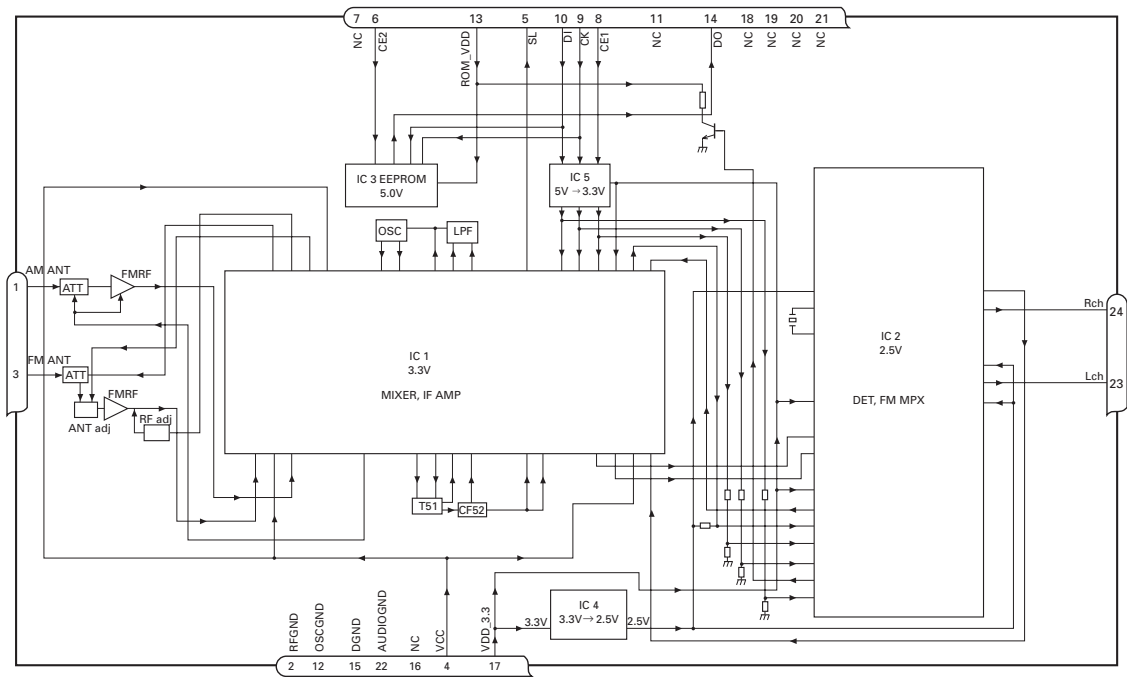 7 6 13 5 10 9 8 11 14 18 19 20 21
NC CE2 ROM_VDD SL DI CK CE1 NC DO NC NC NC NC
IC 3 EEPROM
5.0V
IC 5
5V → 3.3V
OSC
LPF
AM ANT
1
ATT
FMRF
FM ANT
3
ATT
FMRF
ANT adj
RF adj
IC 1
3.3V
MIXER, IF AMP
IC 2
2.5V
DET, FM MPX
Rch
24
Lch
23
T51
CF52
IC 4
3.3V→2.5V
3.3V
2.5V
RFGND OSCGND DGND AUDIOGND NC VCC VDD_3.3
2 12 15 22 16 4 17